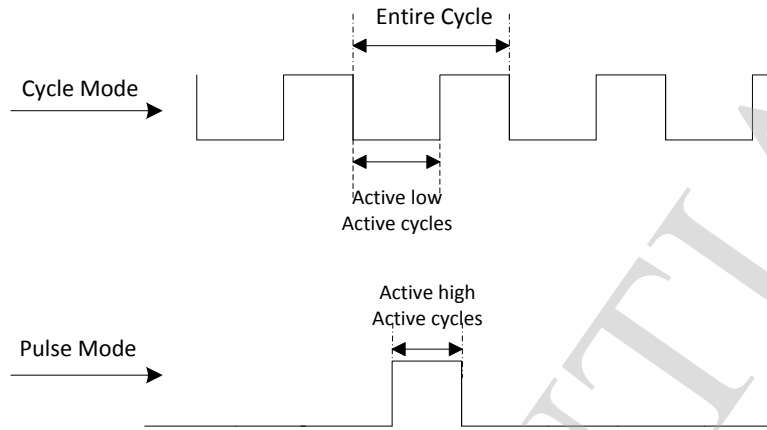 Entire Cycle
Cycle Mode
Active low
Active cycles
Active high
Active cycles
Pulse Mode